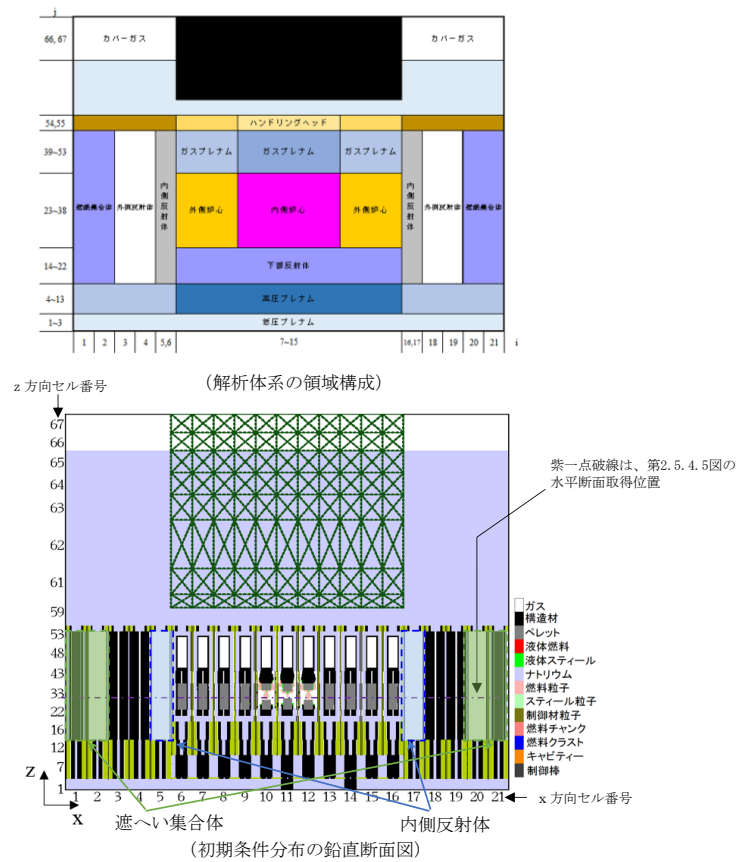 j
66, 67
カバーガス
カバーガス
54,55
ハンドリングヘッド
39~53
ガスプレナム
ガスプレナム
ガスプレナム
23~38
遮蔽集合体
外側反射体
内側反射体
外側炉心
内側炉心
外側炉心
内側反射体
外側反射体
遮蔽集合体
14~22
下部反射体
4~13
高圧プレナム
1~3
低圧プレナム
1 2 3 4 5,6 7~15 16,17 18 19 20 21 i
(解析体系の領域構成)
z 方向セル番号
67
66
65
64
63
62
61
59
53
48
43
33
22
16
12
7
1
紫一点破線は、第2.5.4.5図の
水平断面取得位置
ガス
構造材
ペレット
液体燃料
液体スティール
ナトリウム
燃料粒子
スティール粒子
制御材粒子
燃料チャンク
燃料クラスト
キャビティー
制御棒
Z
x
1 2 3 4 5 6 7 8 9 10 11 12 13 14 15 16 17 18 19 20 21
x 方向セル番号
遮へい集合体
内側反射体
(初期条件分布の鉛直断面図)